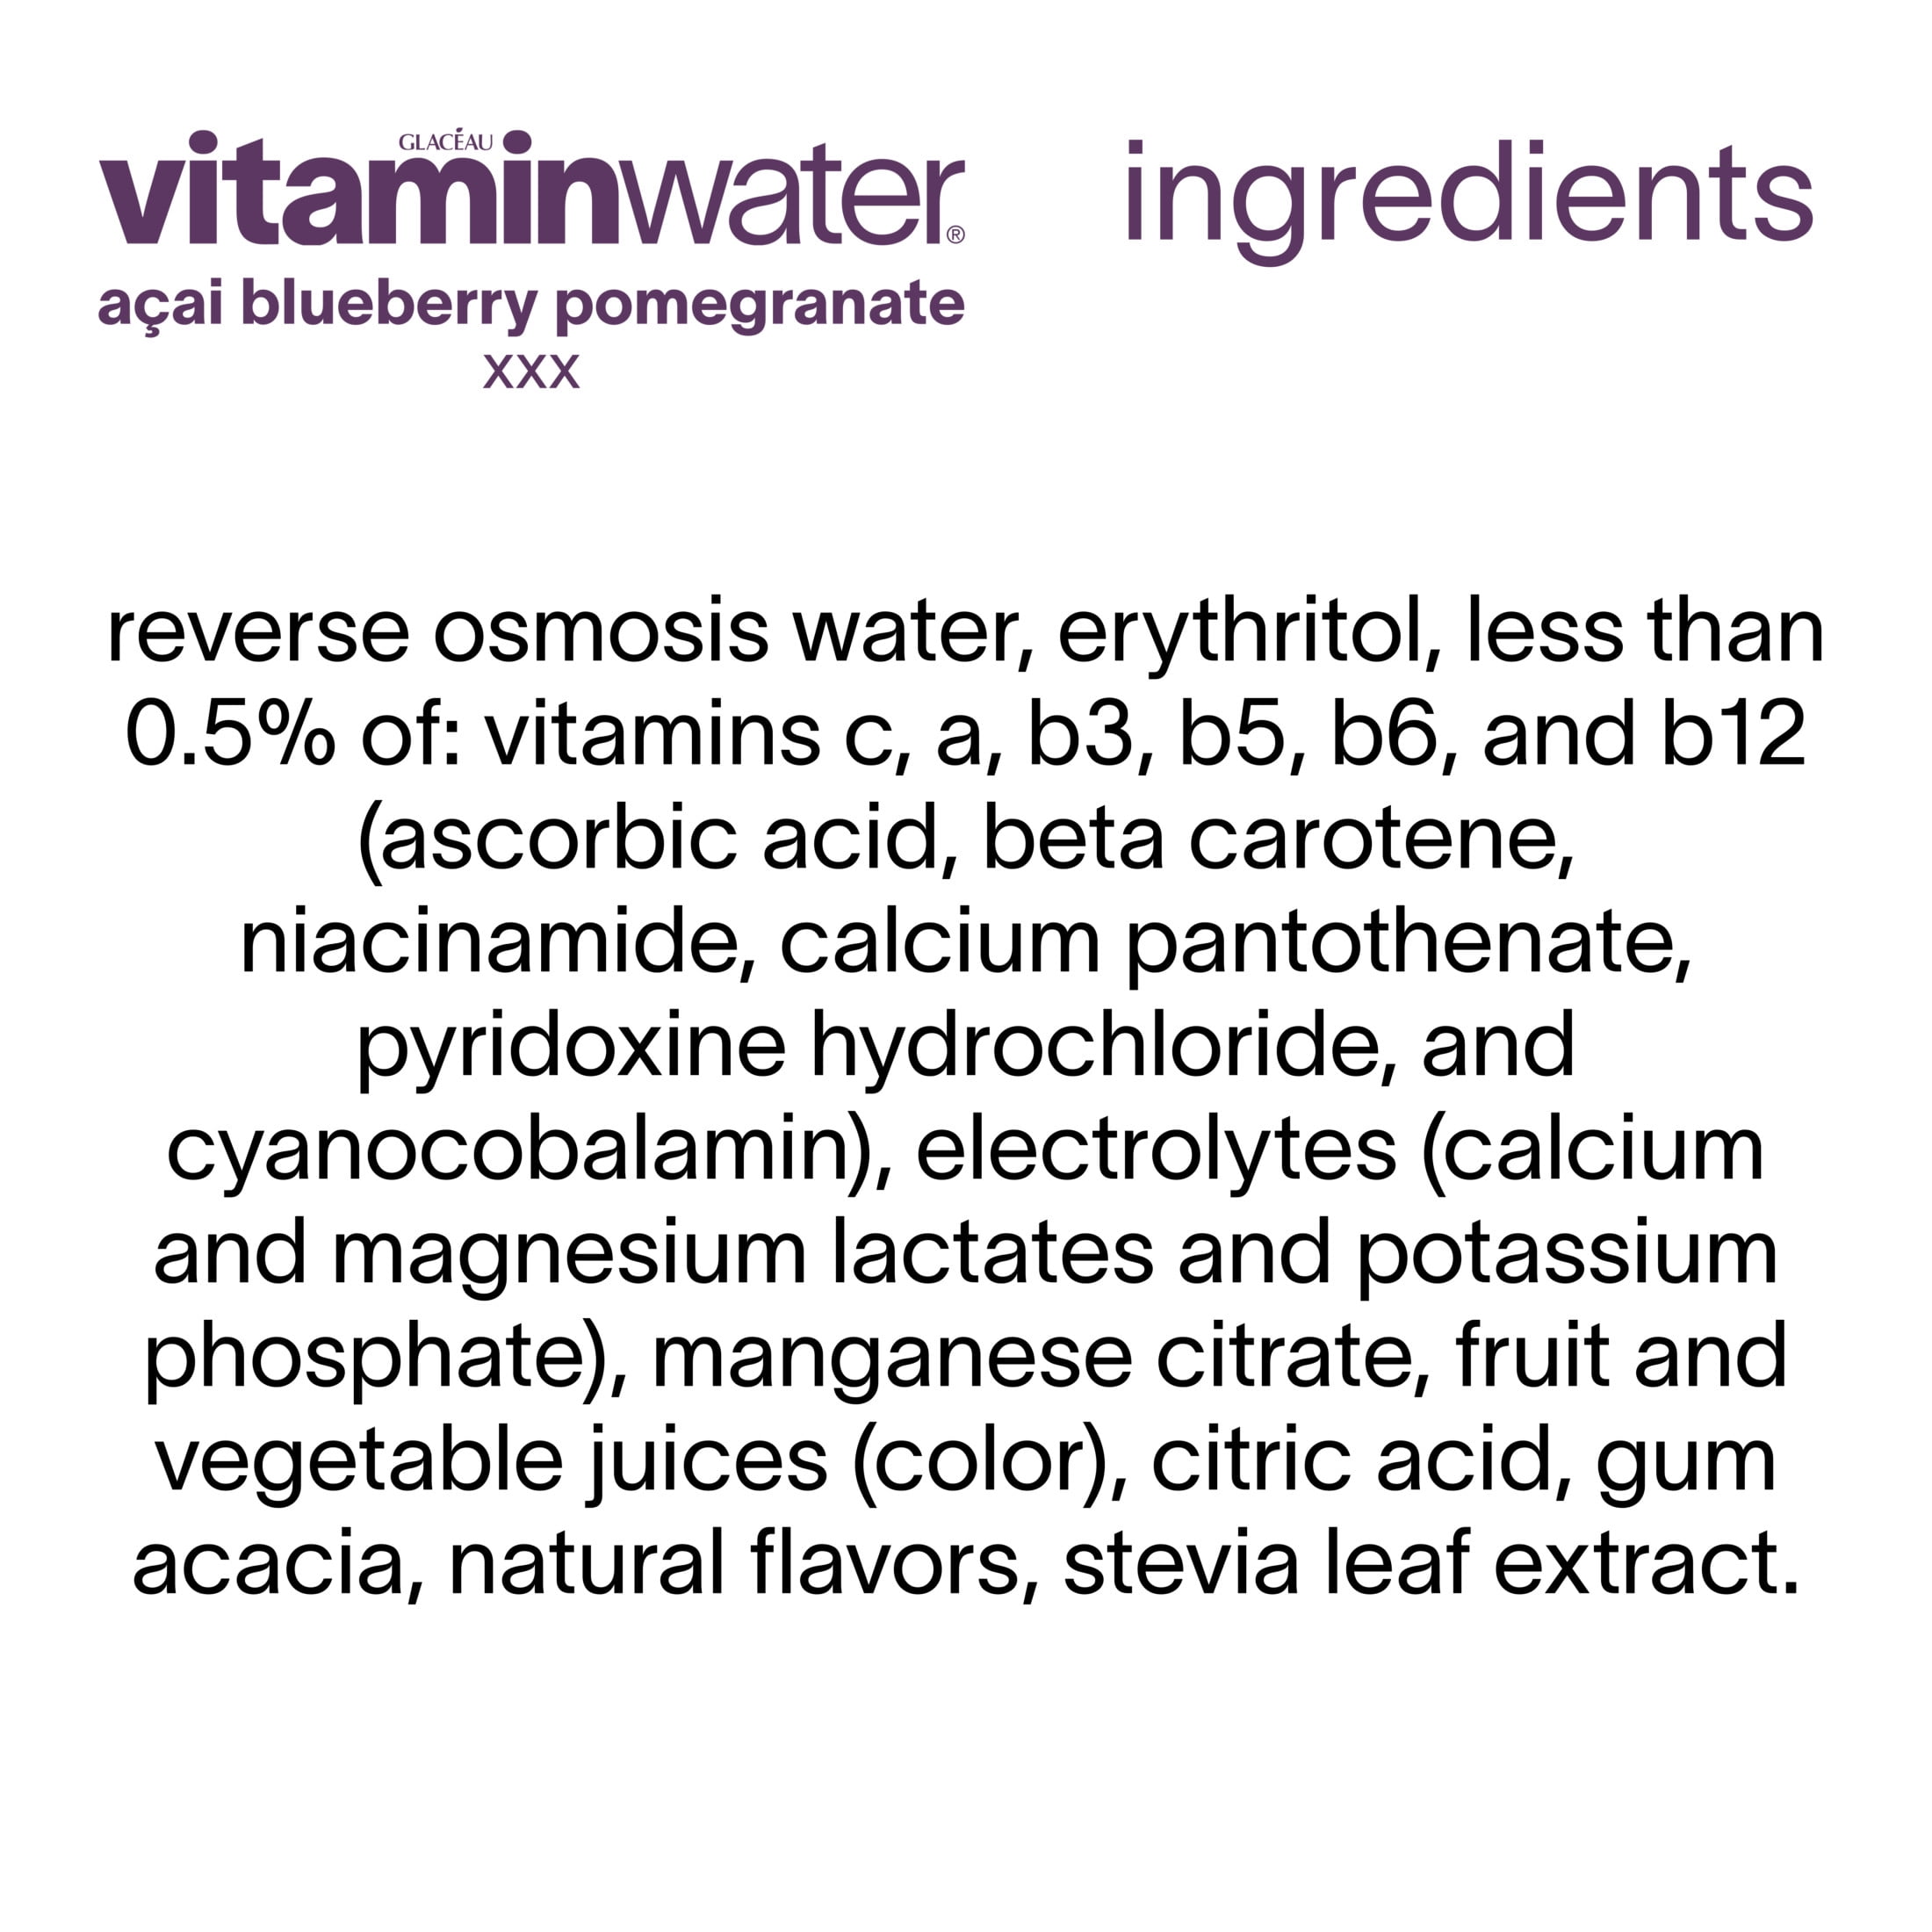 GLACÉAU
vitaminwater® ingredients
açai blueberry pomegranate
xxx
reverse osmosis water, erythritol, less than
0.5% of: vitamins c, a, b3, b5, b6, and b12
(ascorbic acid, beta carotene,
niacinamide, calcium pantothenate,
pyridoxine hydrochloride, and
cyanocobalamin), electrolytes (calcium
and magnesium lactates and potassium
phosphate), manganese citrate, fruit and
vegetable juices (color), citric acid, gum
acacia, natural flavors, stevia leaf extract.